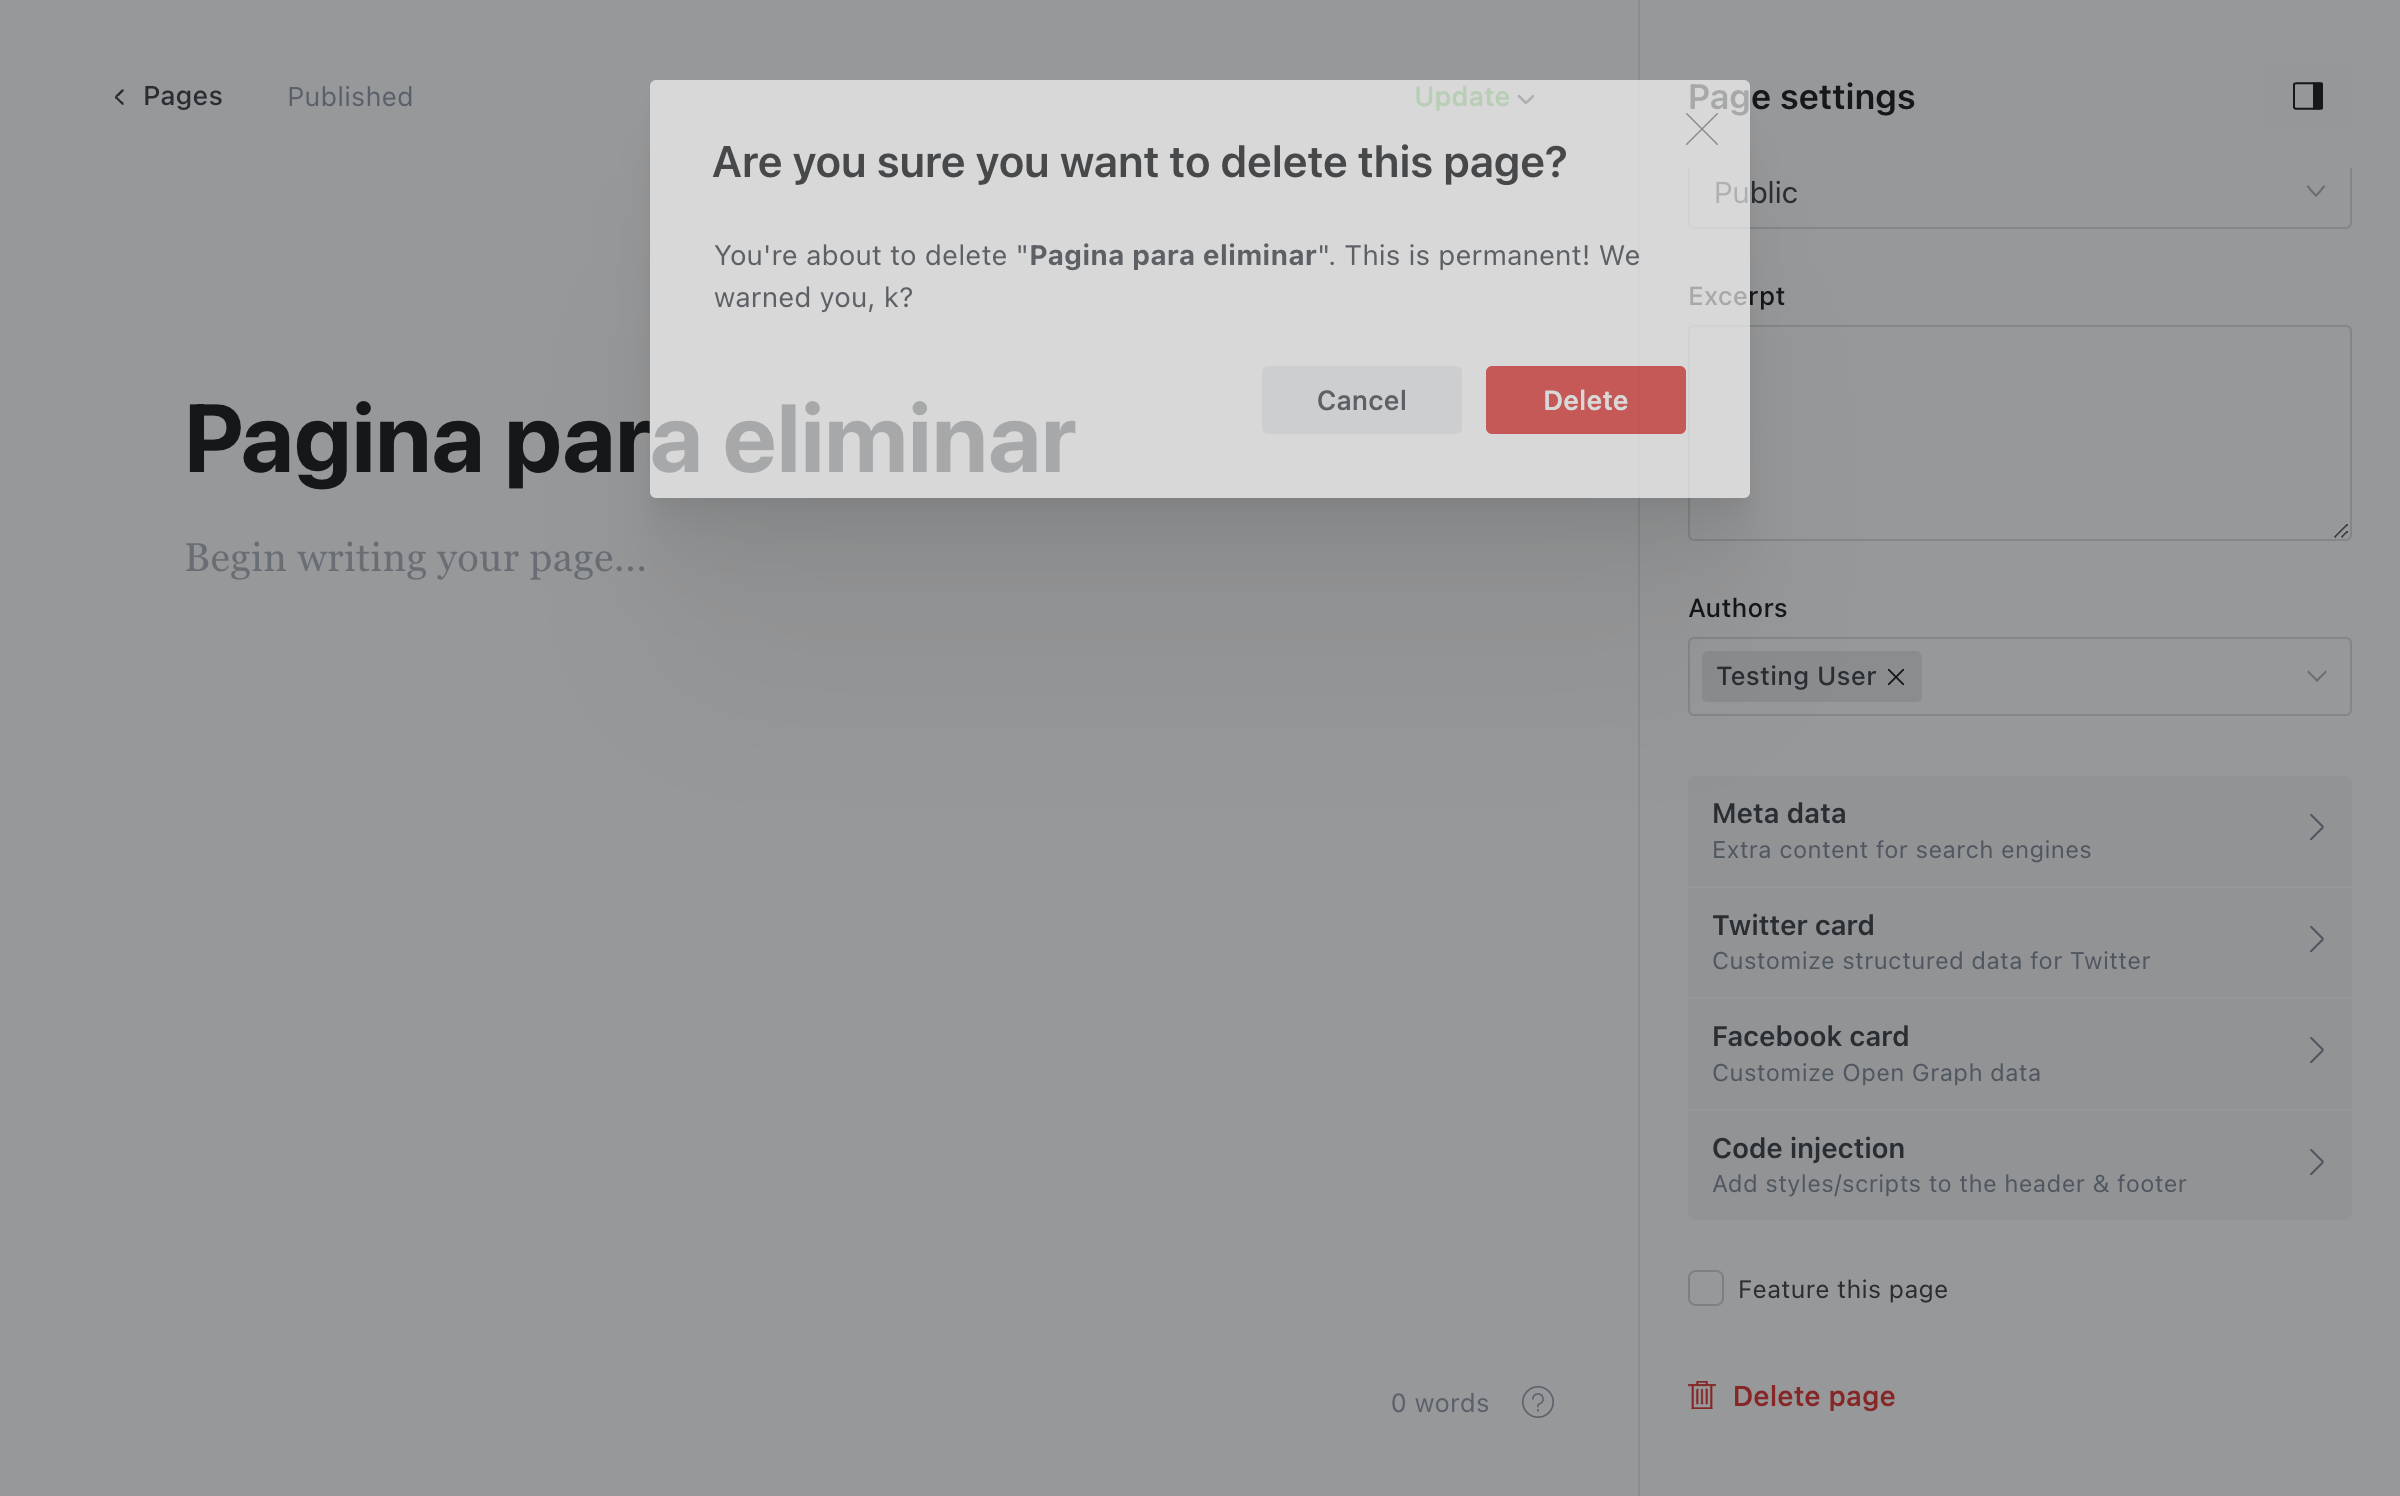 Pages
Published
Update
Page settings
Are you sure you want to delete this page?
You're about to delete "Pagina para eliminar". This is permanent! We
warned you, k?
Cancel
Delete
Pagina para eliminar
Begin writing your page...
0 words
?
Public
Excerpt
Authors
Testing User
Meta data
Extra content for search engines
Twitter card
Customize structured data for Twitter
Facebook card
Customize Open Graph data
Code injection
Add styles/scripts to the header & footer
Feature this page
Delete page